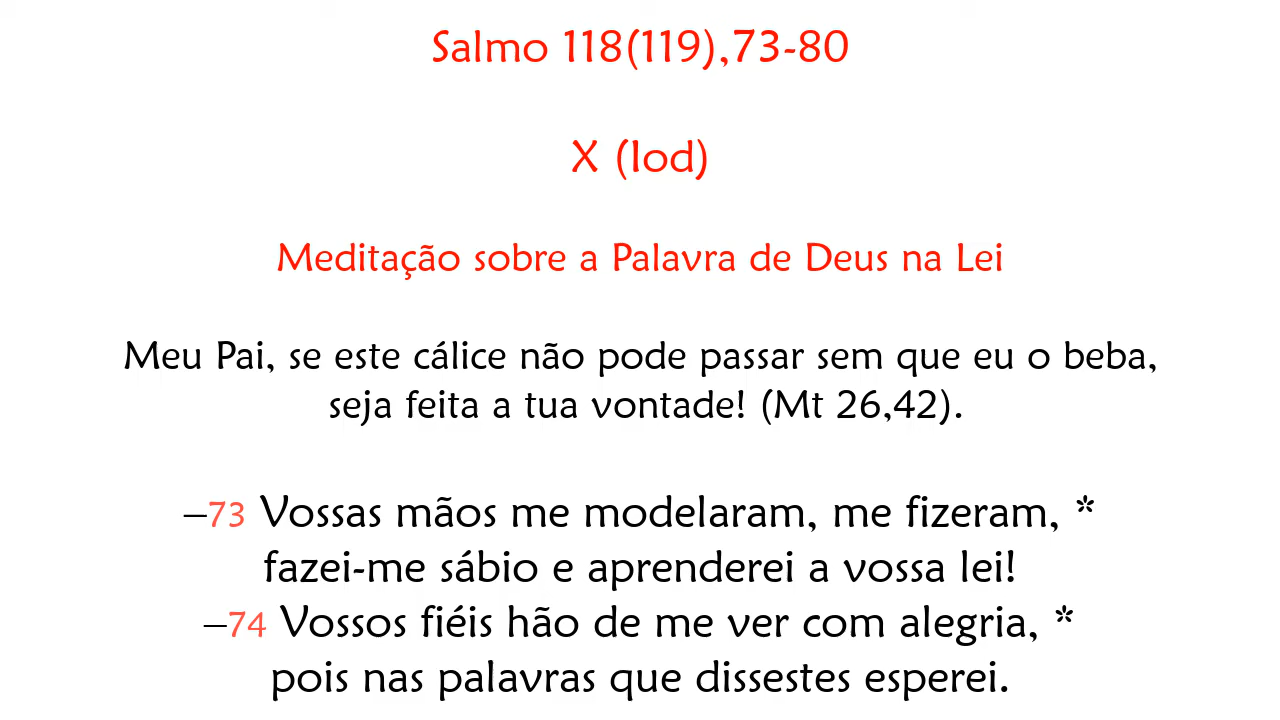 Salmo 118(119),73-80
X (Iod)
Meditação sobre a Palavra de Deus na Lei
Meu Pai, se este cálice não pode passar sem que eu o beba,
seja feita a tua vontade! (Mt 26,42).
–73 Vossas mãos me modelaram, me fizeram, *
fazei-me sábio e aprenderei a vossa lei!
–74 Vossos fiéis hão de me ver com alegria, *
pois nas palavras que dissestes esperei.